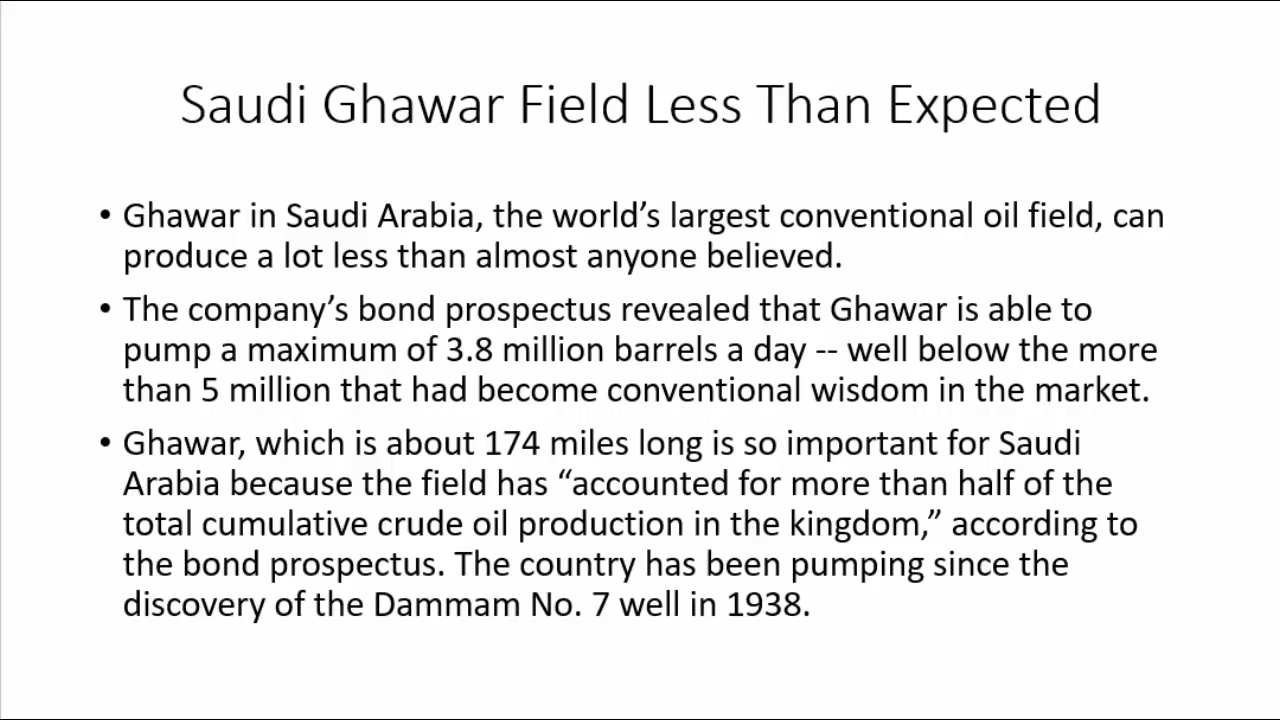 Saudi Ghawar Field Less Than Expected
• Ghawar in Saudi Arabia, the world’s largest conventional oil field, can
produce a lot less than almost anyone believed.
• The company’s bond prospectus revealed that Ghawar is able to
pump a maximum of 3.8 million barrels a day -- well below the more
than 5 million that had become conventional wisdom in the market.
• Ghawar, which is about 174 miles long is so important for Saudi
Arabia because the field has “accounted for more than half of the
total cumulative crude oil production in the kingdom,” according to
the bond prospectus. The country has been pumping since the
discovery of the Dammam No. 7 well in 1938.